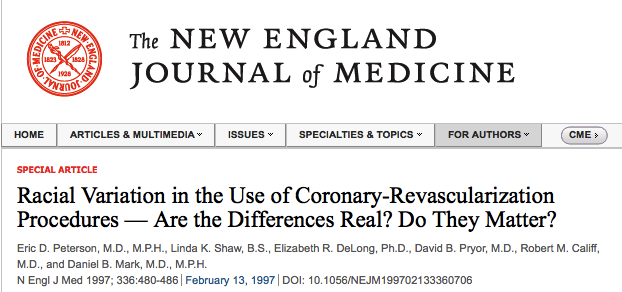 The NEW ENGLAND
JOURNAL of MEDICINE
JOURNAL OF MEDICINE · NEW ENGLAND
1812
1823 1828
1928
HOME ARTICLES & MULTIMEDIA ISSUES SPECIALTIES & TOPICS FOR AUTHORS CME
SPECIAL ARTICLE
Racial Variation in the Use of Coronary-Revascularization
Procedures — Are the Differences Real? Do They Matter?
Eric D. Peterson, M.D., M.P.H., Linda K. Shaw, B.S., Elizabeth R. DeLong, Ph.D., David B. Pryor, M.D., Robert M. Califf,
M.D., and Daniel B. Mark, M.D., M.P.H.
N Engl J Med 1997; 336:480-486 | February 13, 1997 | DOI: 10.1056/NEJM199702133360706